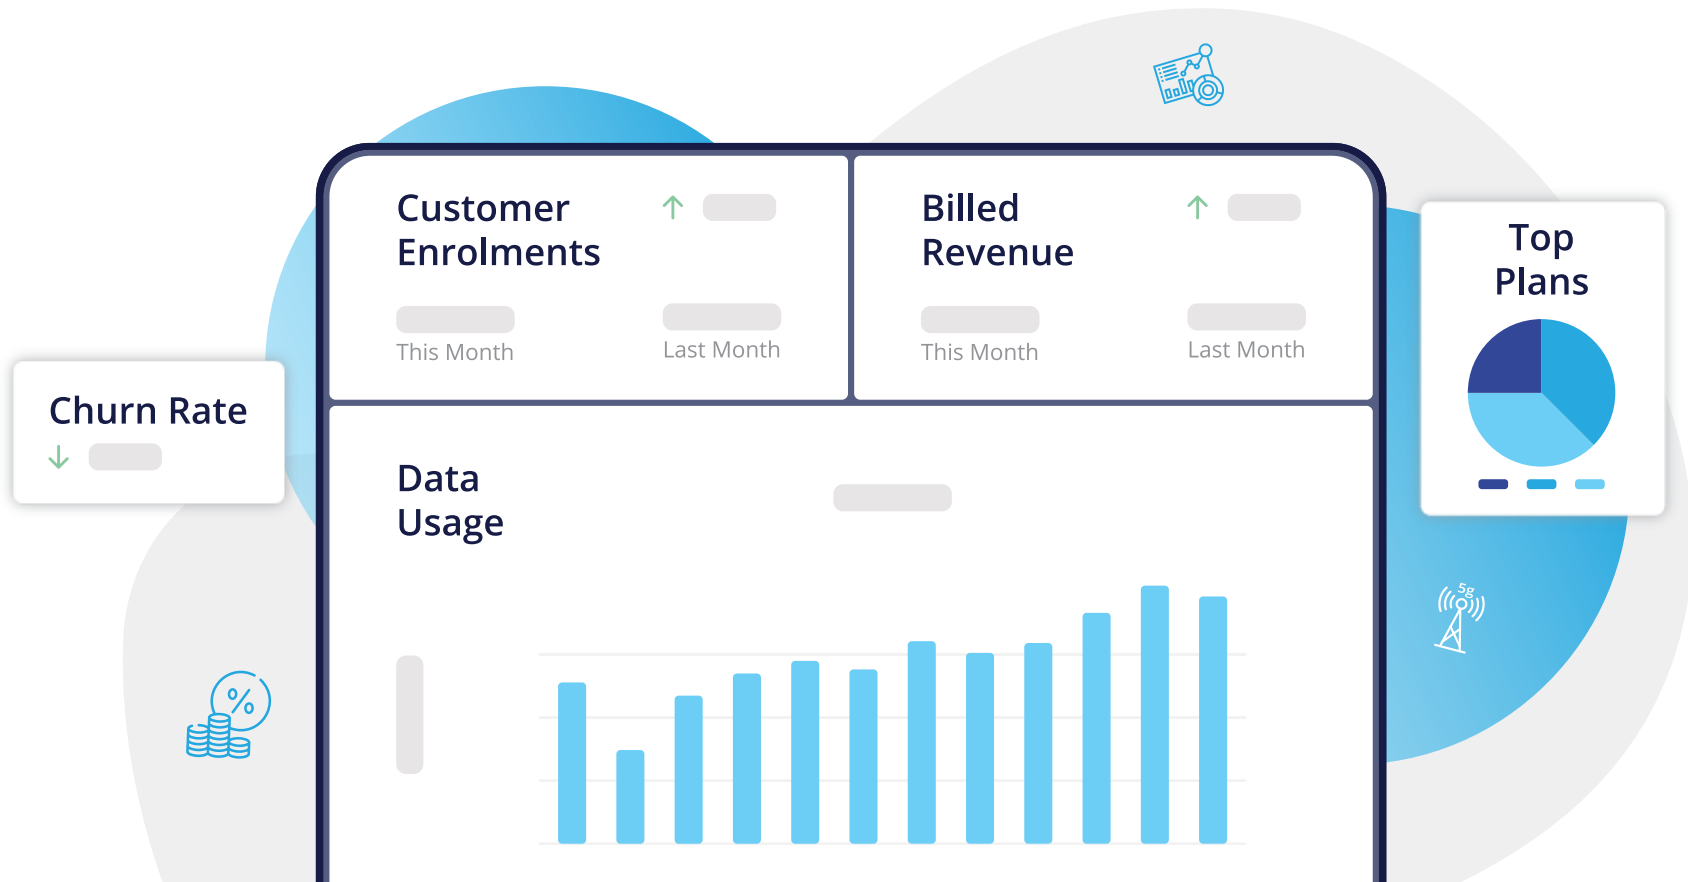 Customer
Enrolments
This Month
Last Month
Billed
Revenue
This Month
Last Month
Top
Plans
Churn Rate
Data
Usage
5g
%